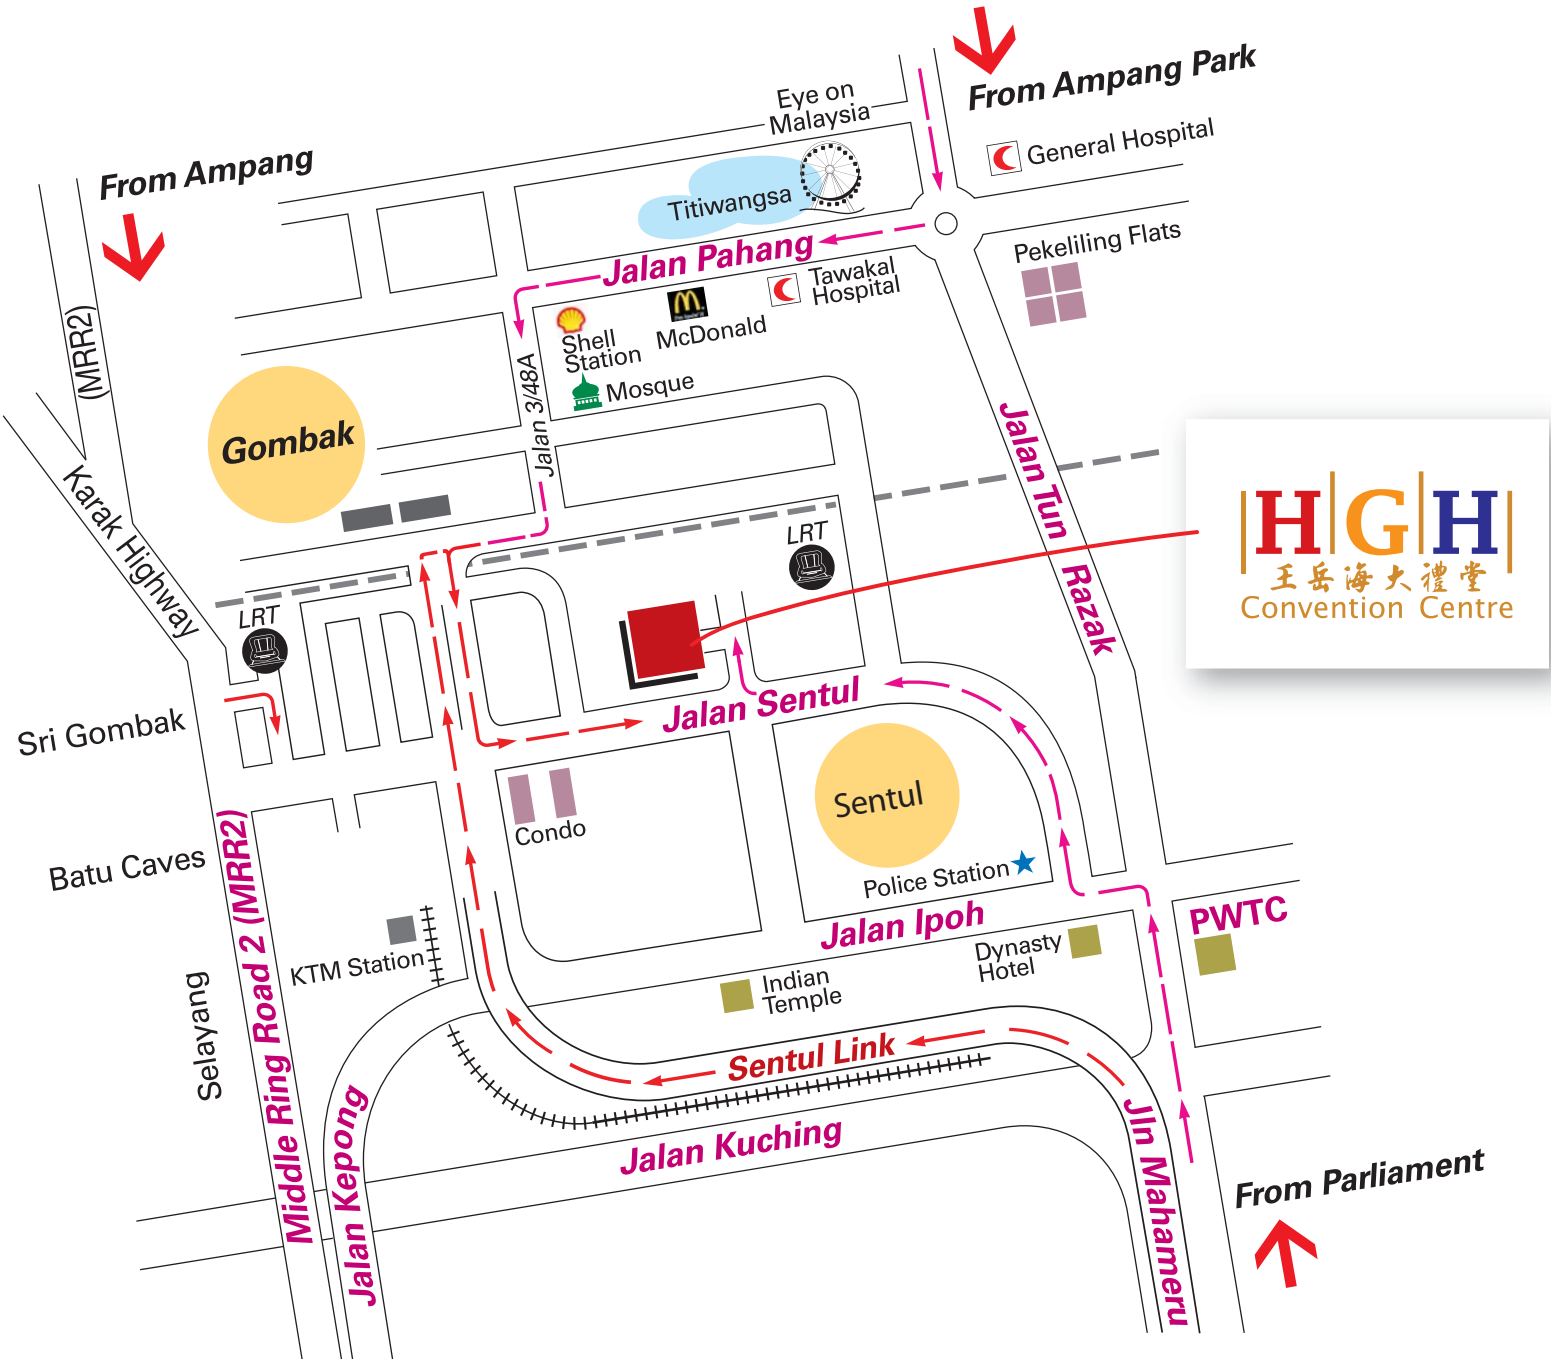 From Ampang Park
Eye on
Malaysia
General Hospital
From Ampang
Titiwangsa
Jalan Pahang
Pekeliling Flats
Tawakal
Hospital
McDonald
Shell
Station
Mosque
(MRR2)
Jalan 3/48A
Gombak
Karak Highway
Jalan Tun Razak
LRT
LRT
HGH
王岳海大禮堂
Convention Centre
Jalan Sentul
Sri Gombak
Sentul
Condo
Batu Caves
Police Station
Middle Ring Road 2 (MRR2)
Jalan Ipoh
PWTC
KTM Station
Dynasty
Hotel
Indian
Temple
Selayang
Sentul Link
Jalan Kepong
Jalan Kuching
Jln Mahameru
From Parliament